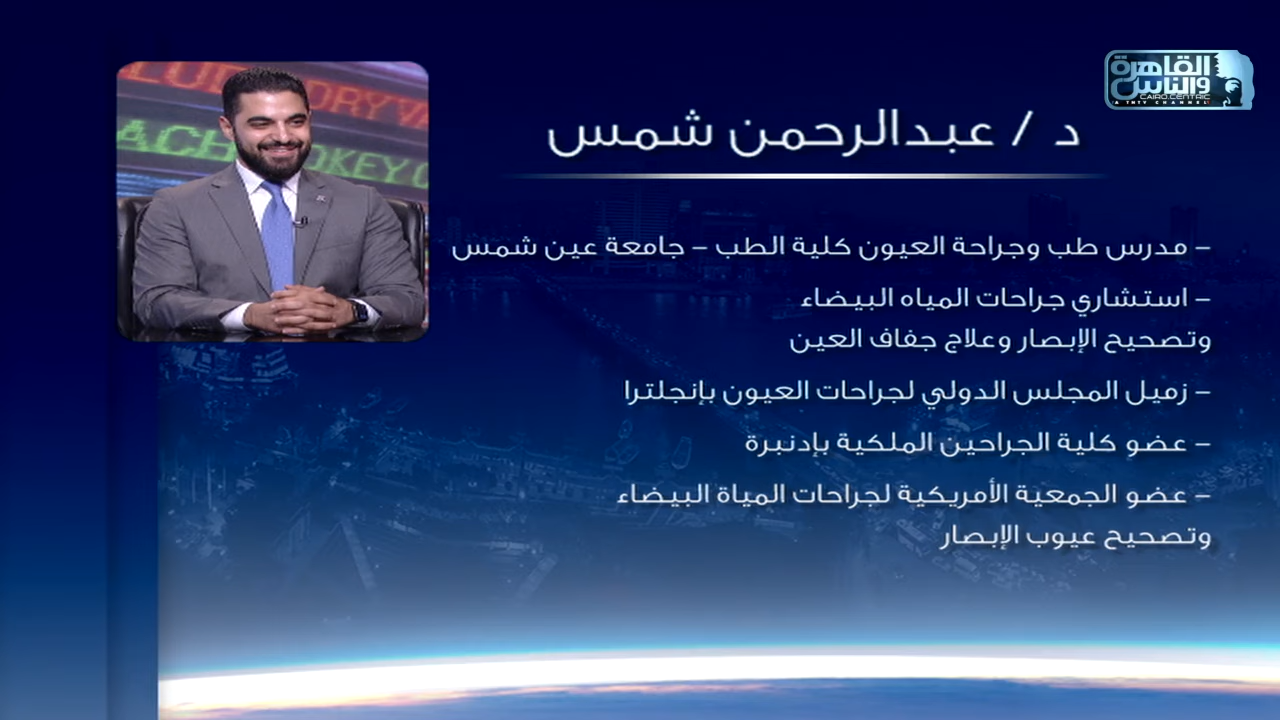 القاهرة
والناس
CAIRO.CENTRIC
A TNTV CHANNEL
د / عبدالرحمن شمس
- مدرس طب وجراحة العيون كلية الطب - جامعة عين شمس
- استشاري جراحات المياه البيضاء
وتصحيح الإبصار وعلاج جفاف العين
- زميل المجلس الدولي لجراحات العيون بإنجلترا
- عضو كلية الجراحين الملكية بإدنبرة
- عضو الجمعية الأمريكية لجراحات المياة البيضاء
وتصحيح عيوب الإبصار